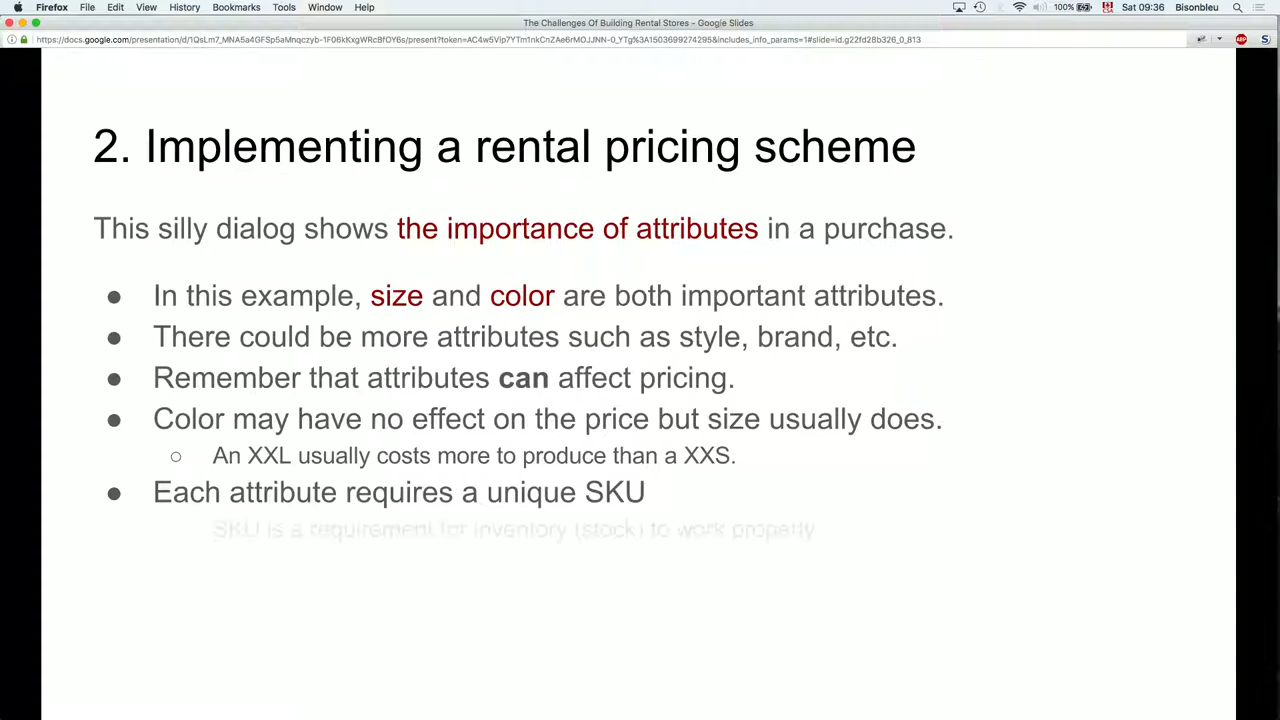 Firefox File Edit View History Bookmarks Tools Window Help 100% Sat 09:36 Bisonbleu
The Challenges Of Building Rental Stores - Google Slides
https://docs.google.com/presentation/d/1QsLm7_MNA5a4GFSp5aMnqczyb-1F06kKxgWRcBfOY6s/present?token=AC4w5Vip7YTm1nkCnZAe6rMOJJNN-0_YTg%3A1503699274295&includes_info_params=1#slide=id.g22fd28b326_0_813
2. Implementing a rental pricing scheme
This silly dialog shows the importance of attributes in a purchase.
● In this example, size and color are both important attributes.
● There could be more attributes such as style, brand, etc.
● Remember that attributes can affect pricing.
● Color may have no effect on the price but size usually does.
○ An XXL usually costs more to produce than a XXS.
● Each attribute requires a unique SKU
SKU is a requirement for inventory (stock) to work properly